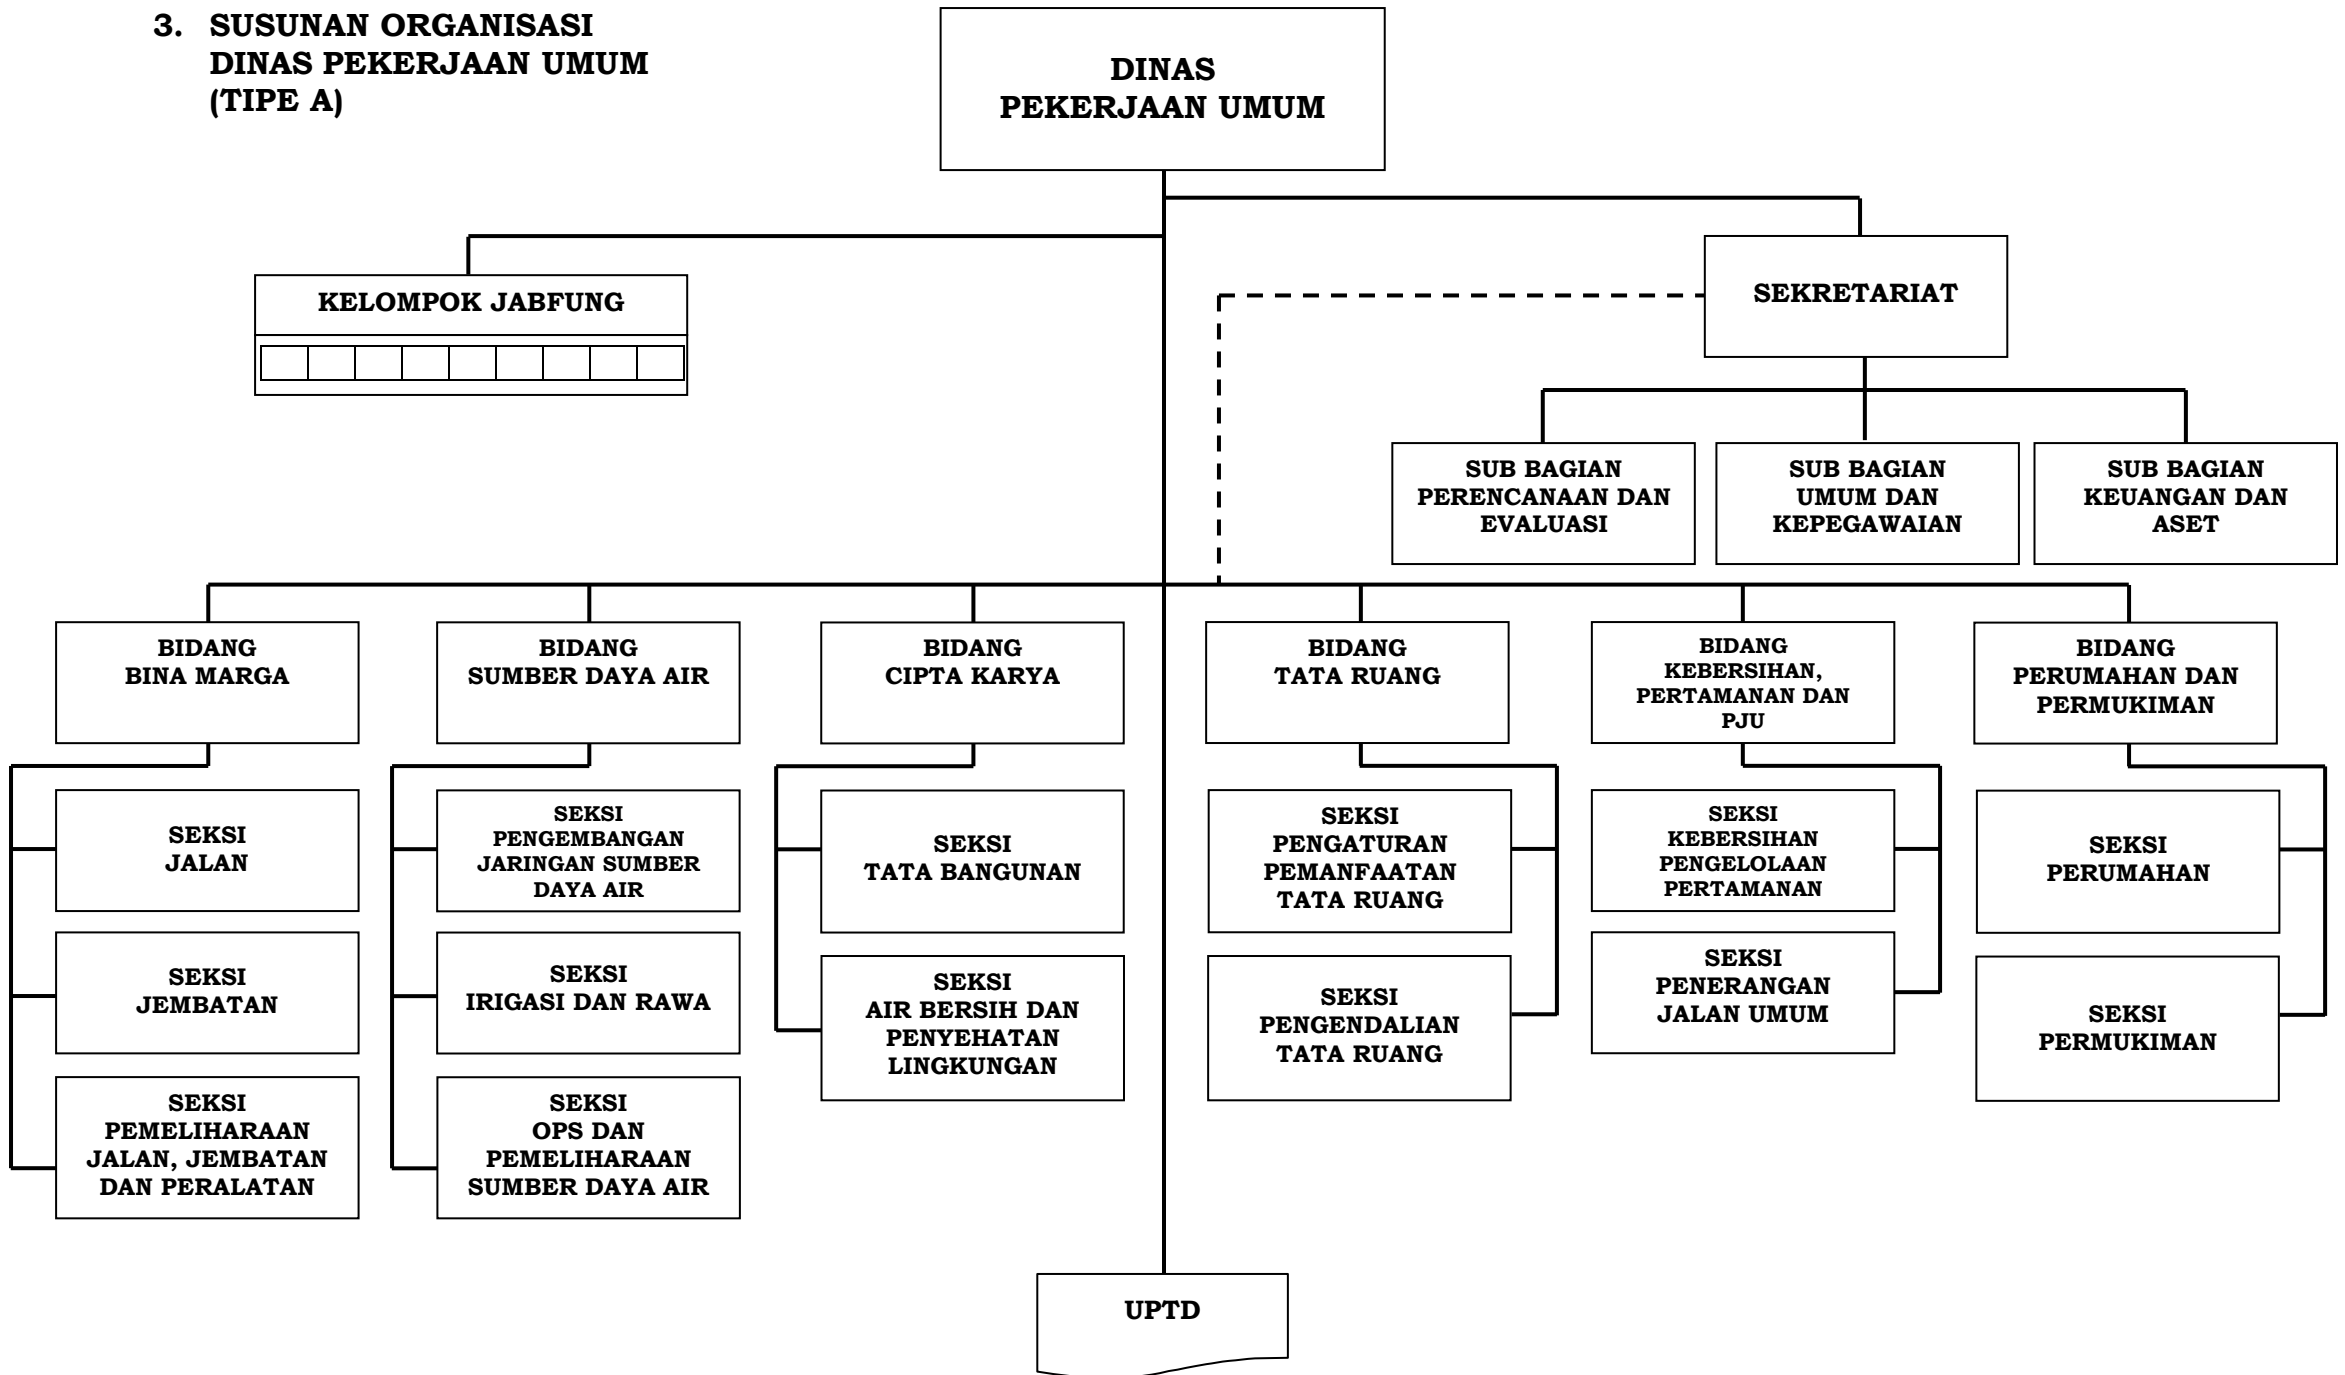 3. SUSUNAN ORGANISASI
DINAS PEKERJAAN UMUM
(TIPE A)
DINAS
PEKERJAAN UMUM
KELOMPOK JABFUNG
SEKRETARIAT
SUB BAGIAN
PERENCANAAN DAN
EVALUASI
SUB BAGIAN
UMUM DAN
KEPEGAWAIAN
SUB BAGIAN
KEUANGAN DAN
ASET
BIDANG
BINA MARGA
BIDANG
SUMBER DAYA AIR
BIDANG
CIPTA KARYA
BIDANG
TATA RUANG
BIDANG
KEBERSIHAN,
PERTAMANAN DAN
PJU
BIDANG
PERUMAHAN DAN
PERMUKIMAN
SEKSI
JALAN
SEKSI
PENGEMBANGAN
JARINGAN SUMBER
DAYA AIR
SEKSI
TATA BANGUNAN
SEKSI
PENGATURAN
PEMANFAATAN
TATA RUANG
SEKSI
KEBERSIHAN
PENGELOLAAN
PERTAMANAN
SEKSI
PERUMAHAN
SEKSI
JEMBATAN
SEKSI
IRIGASI DAN RAWA
SEKSI
AIR BERSIH DAN
PENYEHATAN
LINGKUNGAN
SEKSI
PENGENDALIAN
TATA RUANG
SEKSI
PENERANGAN
JALAN UMUM
SEKSI
PERMUKIMAN
SEKSI
PEMELIHARAAN
JALAN, JEMBATAN
DAN PERALATAN
SEKSI
OPS DAN
PEMELIHARAAN
SUMBER DAYA AIR
UPTD